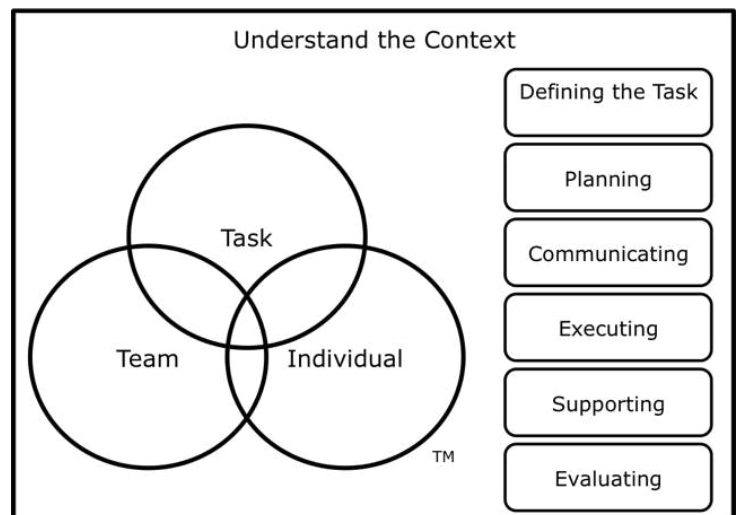 Understand the Context
Task
Team
Individual
TM
Defining the Task
Planning
Communicating
Executing
Supporting
Evaluating